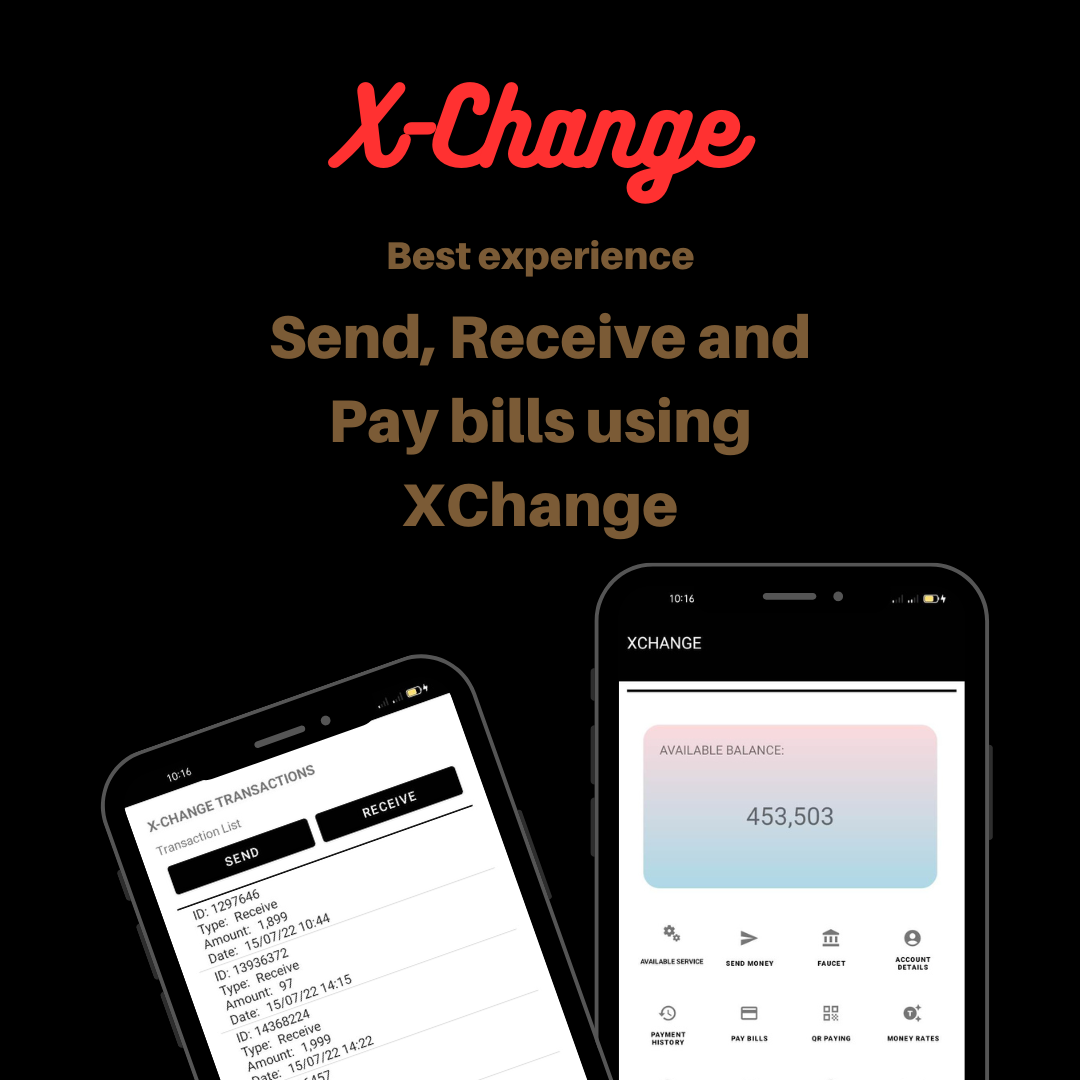 X-Change
Best experience
Send, Receive and
Pay bills using
XChange
10:16
X-CHANGE TRANSACTIONS
Transaction List
SEND
RECEIVE
ID: 1297646
Type: Receive
Amount: 1,899
Date: 15/07/22 10:44
ID: 13936372
Type: Receive
Amount: 97
Date: 15/07/22 14:15
ID: 14368224
Type: Receive
Amount: 1,999
Date: 15/07/22 14:22
10:16
XCHANGE
AVAILABLE BALANCE:
453,503
AVAILABLE SERVICE
SEND MONEY
FAUCET
ACCOUNT
DETAILS
PAYMENT
HISTORY
PAY BILLS
QR PAYING
MONEY RATES